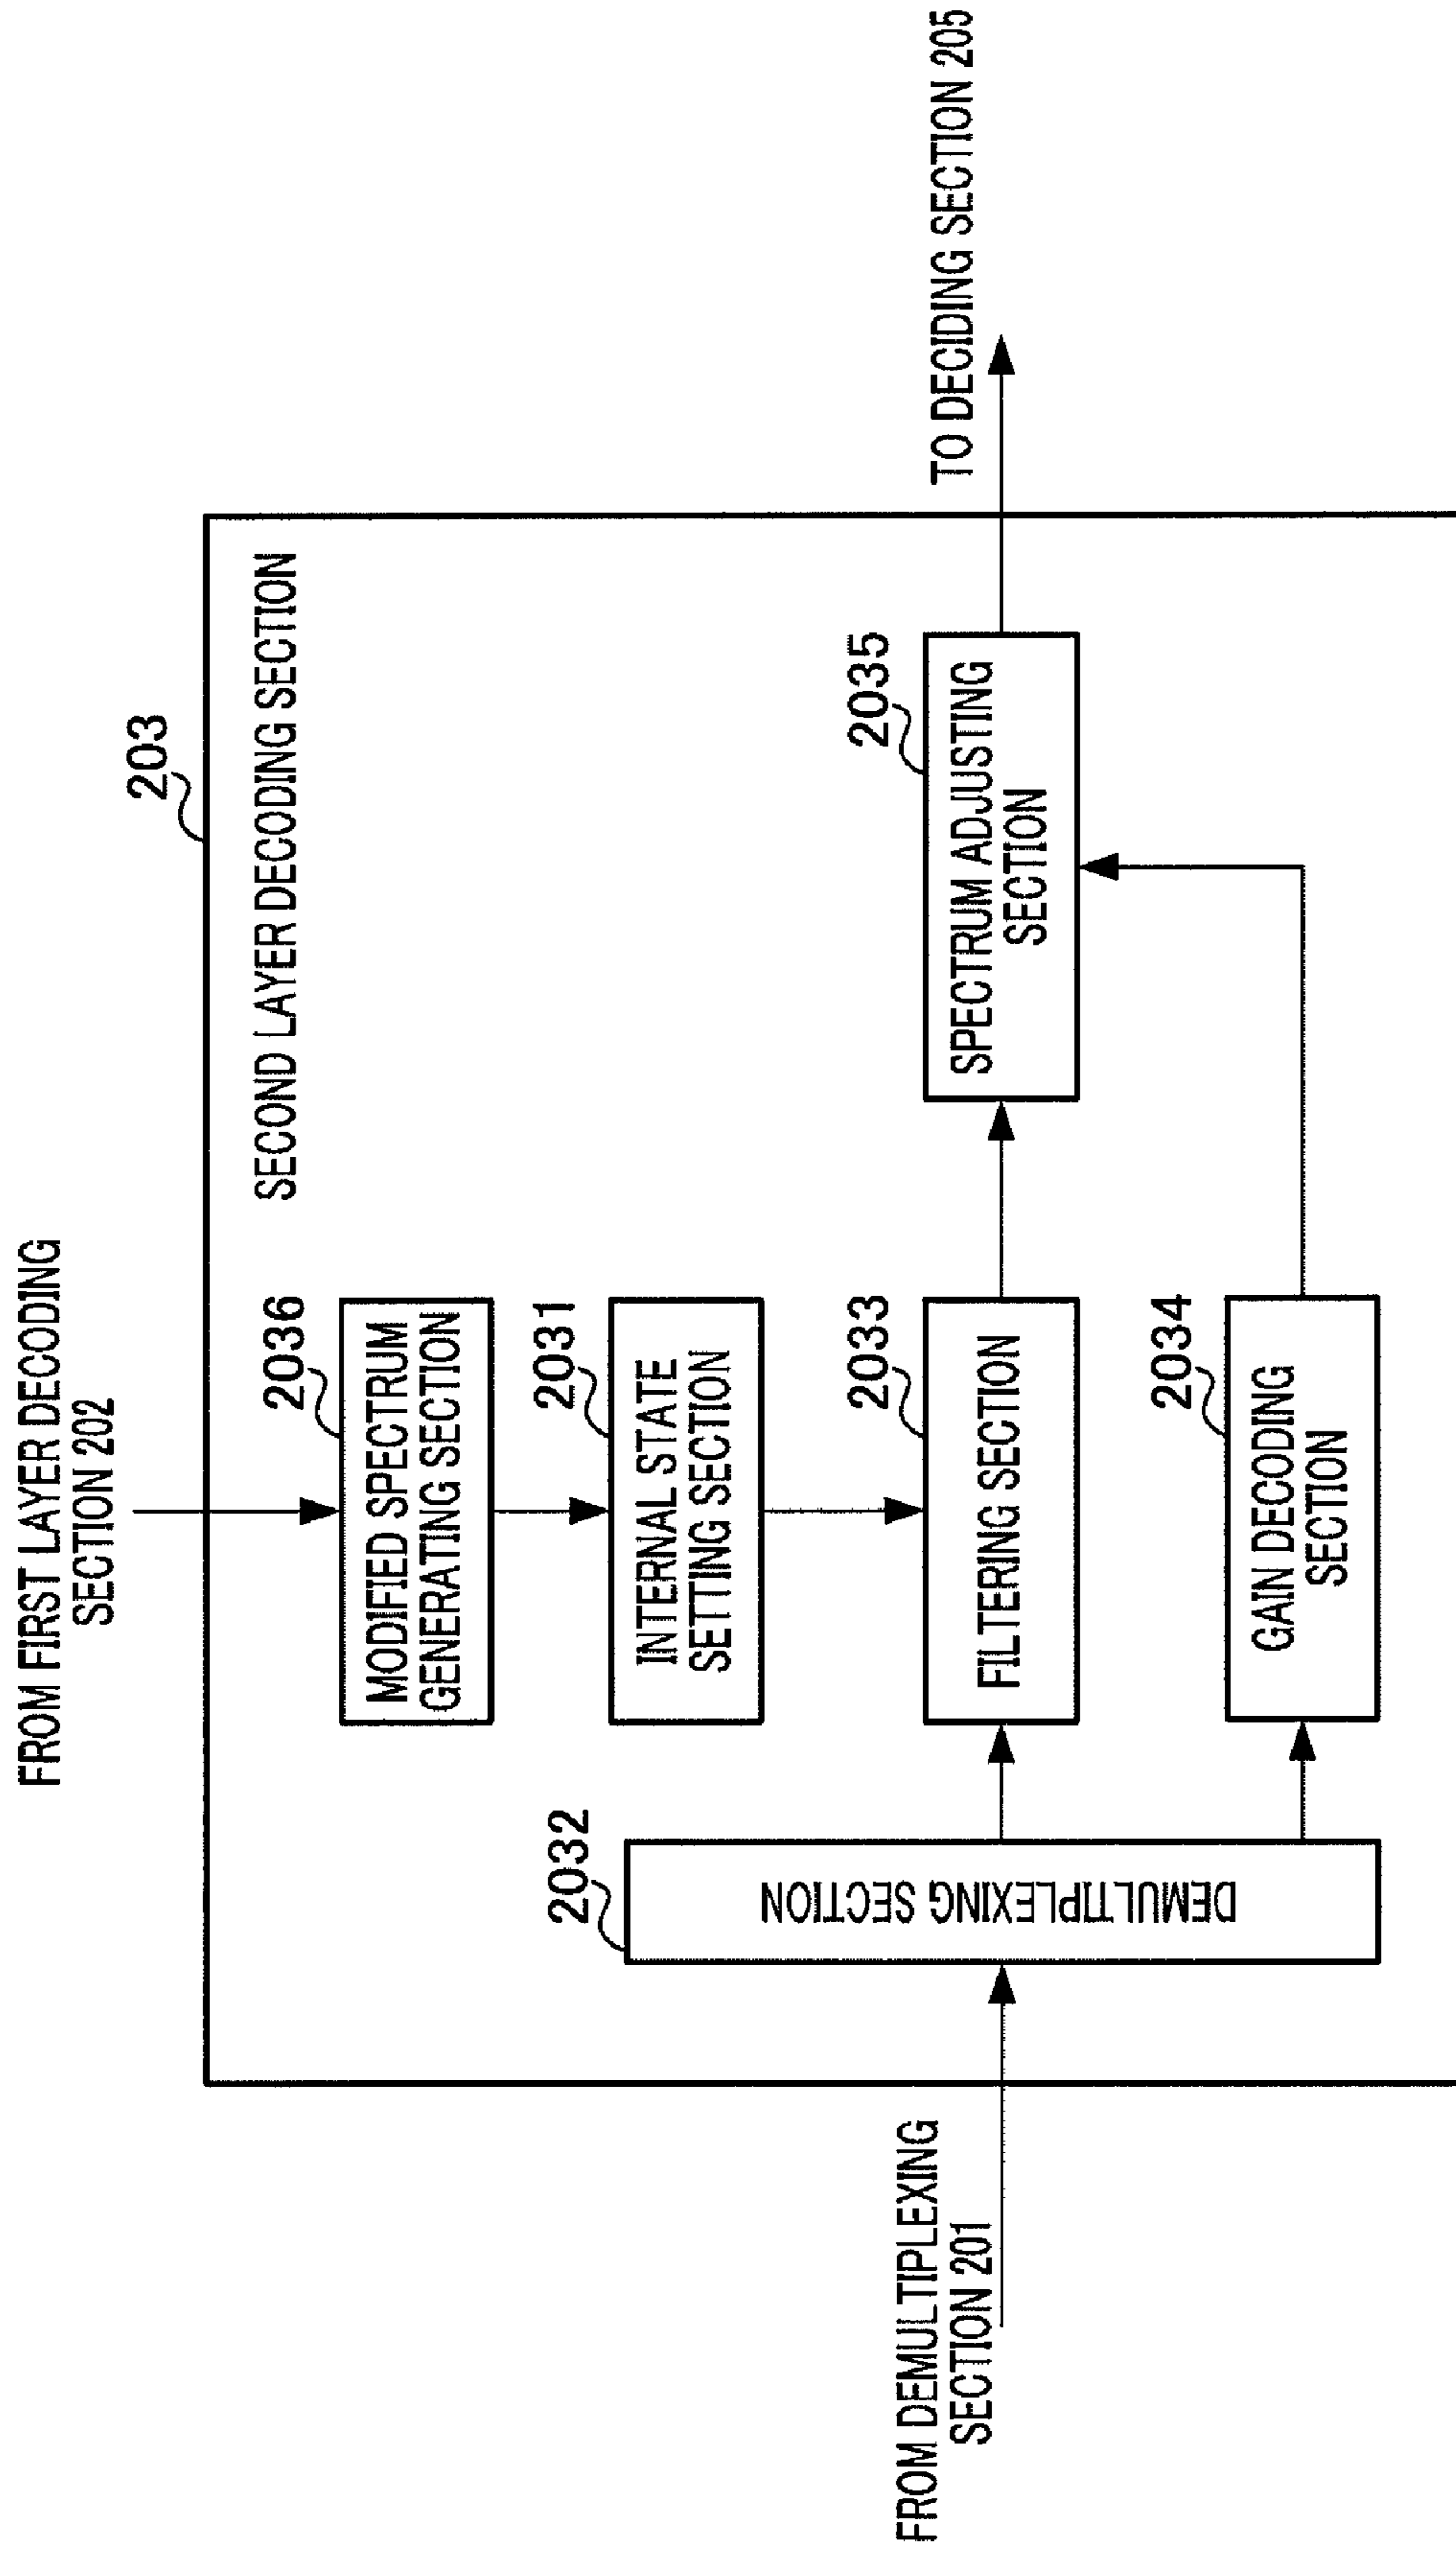 FROM FIRST LAYER DECODING
SECTION 202
203
SECOND LAYER DECODING SECTION
2036
MODIFIED SPECTRUM
GENERATING SECTION
2031
INTERNAL STATE
SETTING SECTION
2032
DEMULTIPLEXING SECTION
FROM DEMULTIPLEXING
SECTION 201
2033
FILTERING SECTION
2035
SPECTRUM ADJUSTING
SECTION
TO DECIDING SECTION 205
2034
GAIN DECODING
SECTION